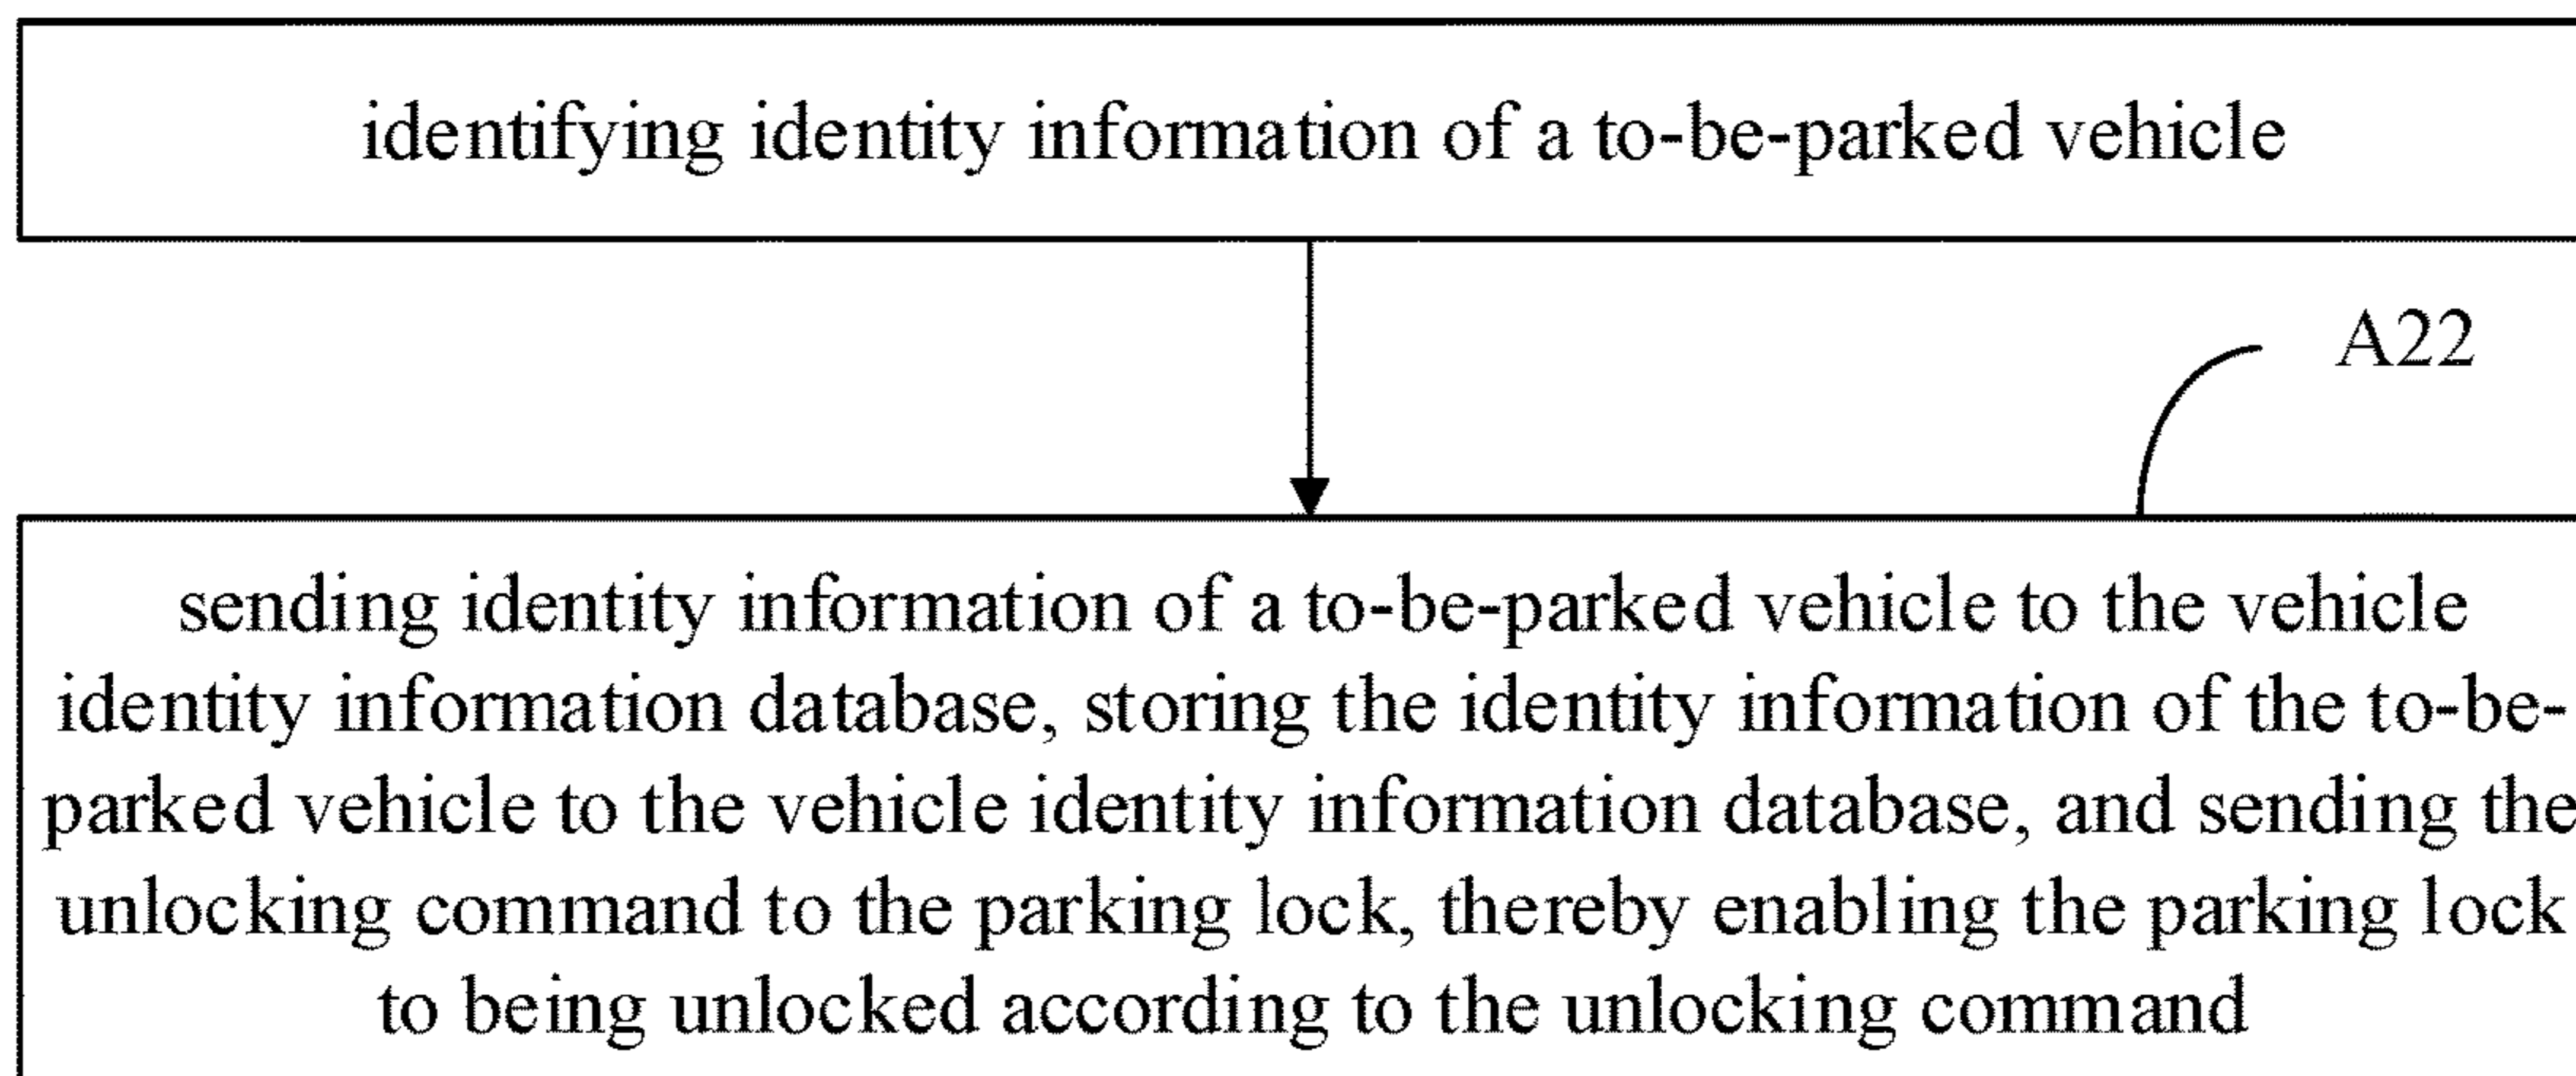 identifying identity information of a to-be-parked vehicle
A22
sending identity information of a to-be-parked vehicle to the vehicle
identity information database, storing the identity information of the to-be-
parked vehicle to the vehicle identity information database, and sending the
unlocking command to the parking lock, thereby enabling the parking lock
to being unlocked according to the unlocking command